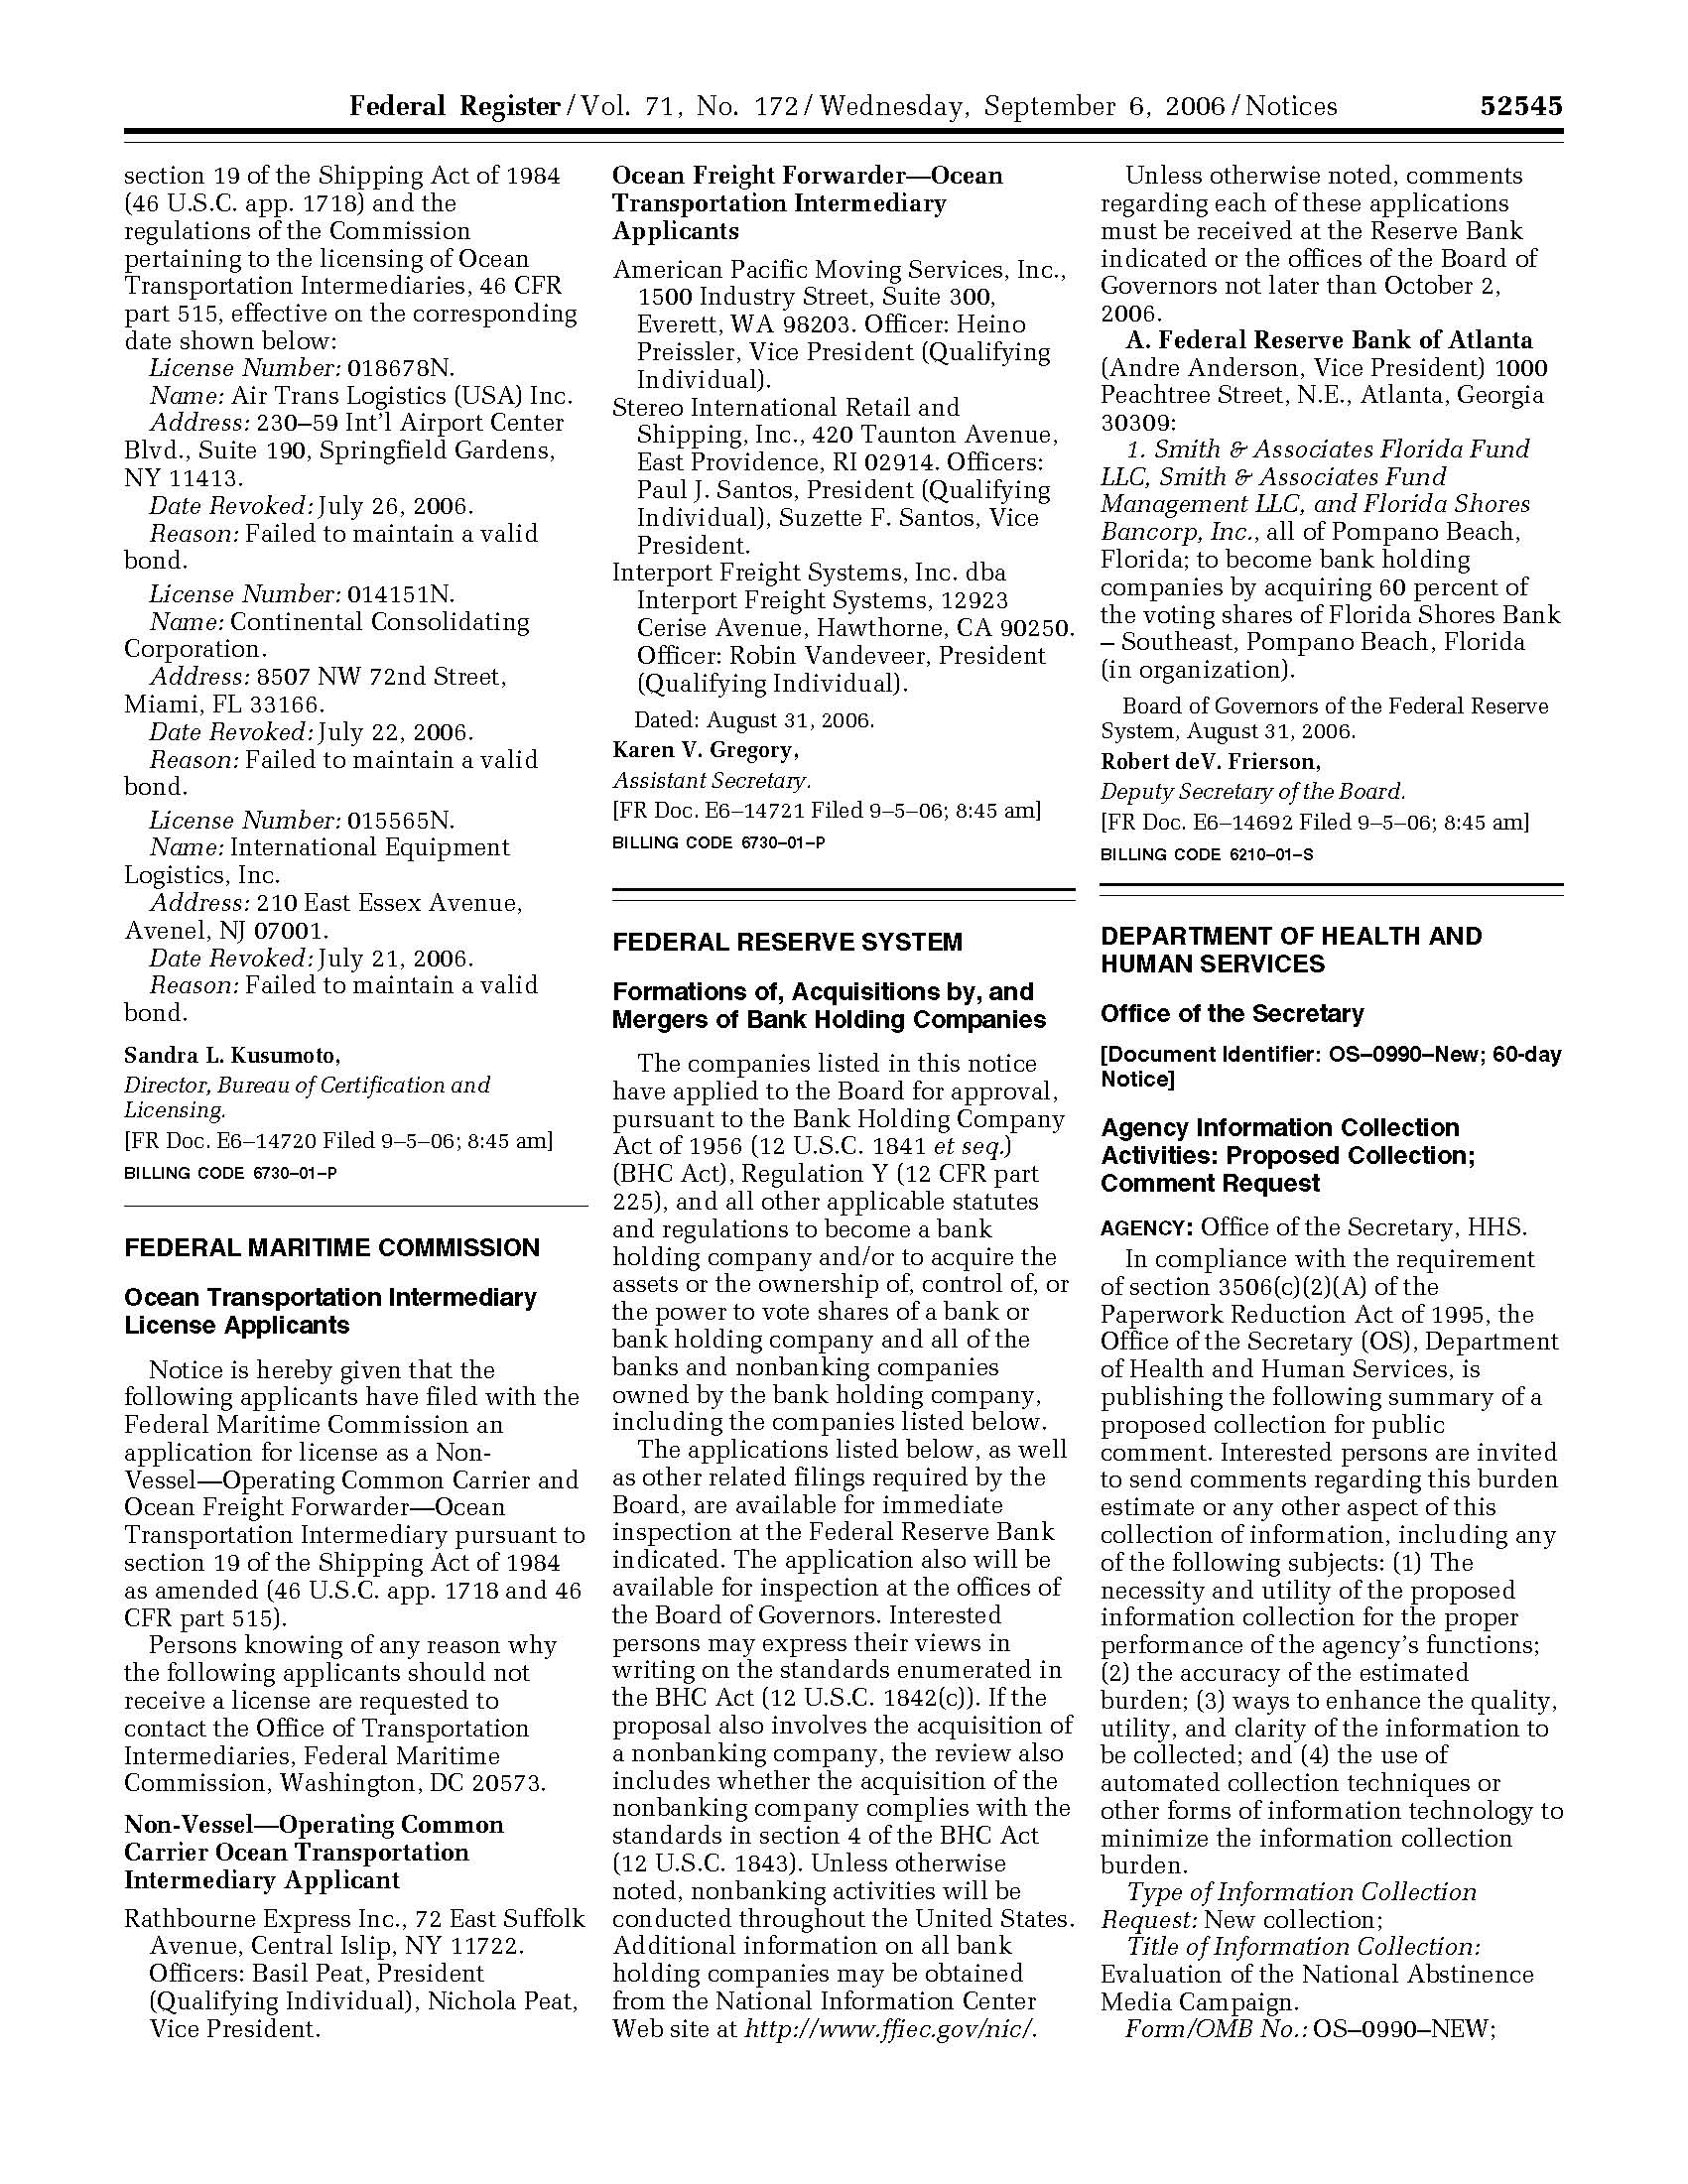 Federal Register / Vol. 71, No. 172 / Wednesday, September 6, 2006 / Notices 52545
section 19 of the Shipping Act of 1984
(46 U.S.C. app. 1718) and the
regulations of the Commission
pertaining to the licensing of Ocean
Transportation Intermediaries, 46 CFR
part 515, effective on the corresponding
date shown below:
License Number: 018678N.
Name: Air Trans Logistics (USA) Inc.
Address: 230–59 Int'l Airport Center
Blvd., Suite 190, Springfield Gardens,
NY 11413.
Date Revoked: July 26, 2006.
Reason: Failed to maintain a valid
bond.
License Number: 014151N.
Name: Continental Consolidating
Corporation.
Address: 8507 NW 72nd Street,
Miami, FL 33166.
Date Revoked: July 22, 2006.
Reason: Failed to maintain a valid
bond.
License Number: 015565N.
Name: International Equipment
Logistics, Inc.
Address: 210 East Essex Avenue,
Avenel, NJ 07001.
Date Revoked: July 21, 2006.
Reason: Failed to maintain a valid
bond.
Sandra L. Kusumoto,
Director, Bureau of Certification and
Licensing.
[FR Doc. E6–14720 Filed 9–5–06; 8:45 am]
BILLING CODE 6730–01–P
FEDERAL MARITIME COMMISSION
Ocean Transportation Intermediary
License Applicants
Notice is hereby given that the
following applicants have filed with the
Federal Maritime Commission an
application for license as a Non-
Vessel—Operating Common Carrier and
Ocean Freight Forwarder—Ocean
Transportation Intermediary pursuant to
section 19 of the Shipping Act of 1984
as amended (46 U.S.C. app. 1718 and 46
CFR part 515).
Persons knowing of any reason why
the following applicants should not
receive a license are requested to
contact the Office of Transportation
Intermediaries, Federal Maritime
Commission, Washington, DC 20573.
Non-Vessel—Operating Common
Carrier Ocean Transportation
Intermediary Applicant
Rathbourne Express Inc., 72 East Suffolk
Avenue, Central Islip, NY 11722.
Officers: Basil Peat, President
(Qualifying Individual), Nichola Peat,
Vice President.
Ocean Freight Forwarder—Ocean
Transportation Intermediary
Applicants
American Pacific Moving Services, Inc.,
1500 Industry Street, Suite 300,
Everett, WA 98203. Officer: Heino
Preissler, Vice President (Qualifying
Individual).
Stereo International Retail and
Shipping, Inc., 420 Taunton Avenue,
East Providence, RI 02914. Officers:
Paul J. Santos, President (Qualifying
Individual), Suzette F. Santos, Vice
President.
Interport Freight Systems, Inc. dba
Interport Freight Systems, 12923
Cerise Avenue, Hawthorne, CA 90250.
Officer: Robin Vandeveer, President
(Qualifying Individual).
Dated: August 31, 2006.
Karen V. Gregory,
Assistant Secretary.
[FR Doc. E6–14721 Filed 9–5–06; 8:45 am]
BILLING CODE 6730–01–P
FEDERAL RESERVE SYSTEM
Formations of, Acquisitions by, and
Mergers of Bank Holding Companies
The companies listed in this notice
have applied to the Board for approval,
pursuant to the Bank Holding Company
Act of 1956 (12 U.S.C. 1841 et seq.)
(BHC Act), Regulation Y (12 CFR part
225), and all other applicable statutes
and regulations to become a bank
holding company and/or to acquire the
assets or the ownership of, control of, or
the power to vote shares of a bank or
bank holding company and all of the
banks and nonbanking companies
owned by the bank holding company,
including the companies listed below.
The applications listed below, as well
as other related filings required by the
Board, are available for immediate
inspection at the Federal Reserve Bank
indicated. The application also will be
available for inspection at the offices of
the Board of Governors. Interested
persons may express their views in
writing on the standards enumerated in
the BHC Act (12 U.S.C. 1842(c)). If the
proposal also involves the acquisition of
a nonbanking company, the review also
includes whether the acquisition of the
nonbanking company complies with the
standards in section 4 of the BHC Act
(12 U.S.C. 1843). Unless otherwise
noted, nonbanking activities will be
conducted throughout the United States.
Additional information on all bank
holding companies may be obtained
from the National Information Center
Web site at http://www.ffiec.gov/nic/.
Unless otherwise noted, comments
regarding each of these applications
must be received at the Reserve Bank
indicated or the offices of the Board of
Governors not later than October 2,
2006.
A. Federal Reserve Bank of Atlanta
(Andre Anderson, Vice President) 1000
Peachtree Street, N.E., Atlanta, Georgia
30309:
1. Smith & Associates Florida Fund
LLC, Smith & Associates Fund
Management LLC, and Florida Shores
Bancorp, Inc., all of Pompano Beach,
Florida; to become bank holding
companies by acquiring 60 percent of
the voting shares of Florida Shores Bank
– Southeast, Pompano Beach, Florida
(in organization).
Board of Governors of the Federal Reserve
System, August 31, 2006.
Robert deV. Frierson,
Deputy Secretary of the Board.
[FR Doc. E6–14692 Filed 9–5–06; 8:45 am]
BILLING CODE 6210–01–S
DEPARTMENT OF HEALTH AND
HUMAN SERVICES
Office of the Secretary
[Document Identifier: OS–0990–New; 60-day
Notice]
Agency Information Collection
Activities: Proposed Collection;
Comment Request
AGENCY: Office of the Secretary, HHS.
In compliance with the requirement
of section 3506(c)(2)(A) of the
Paperwork Reduction Act of 1995, the
Office of the Secretary (OS), Department
of Health and Human Services, is
publishing the following summary of a
proposed collection for public
comment. Interested persons are invited
to send comments regarding this burden
estimate or any other aspect of this
collection of information, including any
of the following subjects: (1) The
necessity and utility of the proposed
information collection for the proper
performance of the agency's functions;
(2) the accuracy of the estimated
burden; (3) ways to enhance the quality,
utility, and clarity of the information to
be collected; and (4) the use of
automated collection techniques or
other forms of information technology to
minimize the information collection
burden.
Type of Information Collection
Request: New collection;
Title of Information Collection:
Evaluation of the National Abstinence
Media Campaign.
Form/OMB No.: OS–0990–NEW;